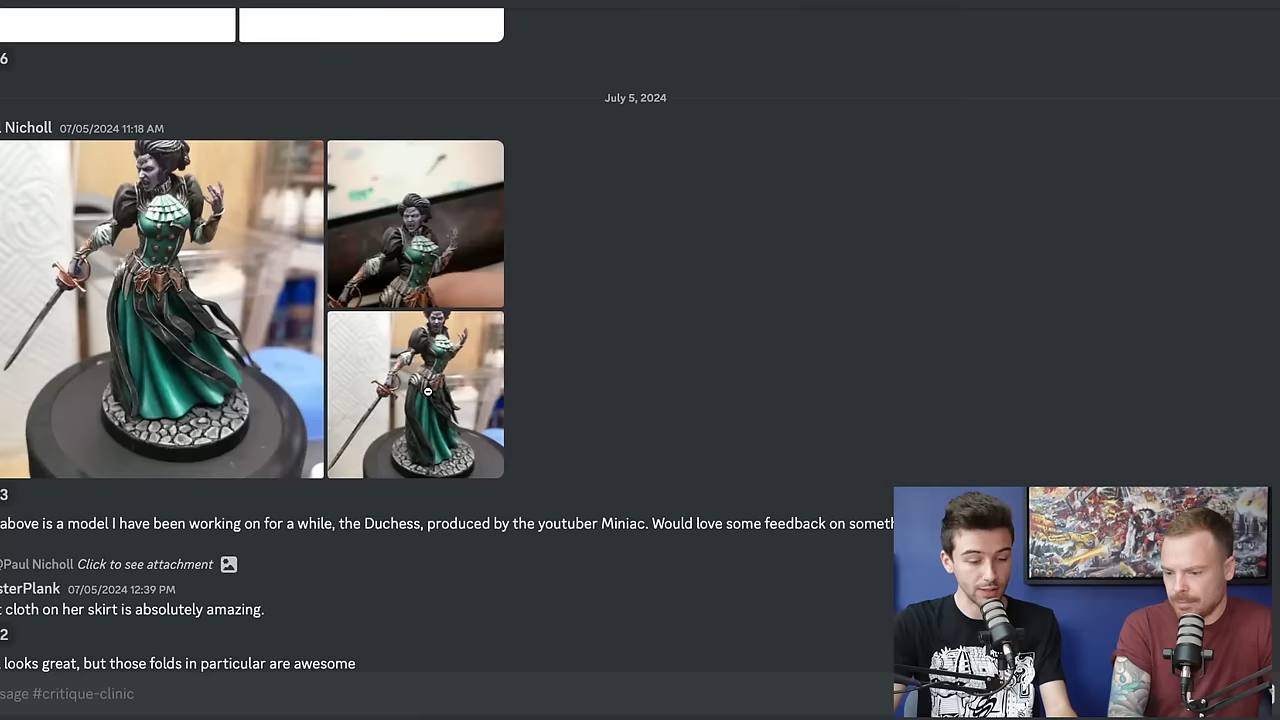 6
July 5, 2024
Nicholl 07/05/2024 11:18 AM
3
above is a model I have been working on for a while, the Duchess, produced by the youtuber Miniac. Would love some feedback on someth
@Paul Nicholl Click to see attachment
sterPlank 07/05/2024 12:39 PM
t cloth on her skirt is absolutely amazing.
2
looks great, but those folds in particular are awesome
sage #critique-clinic